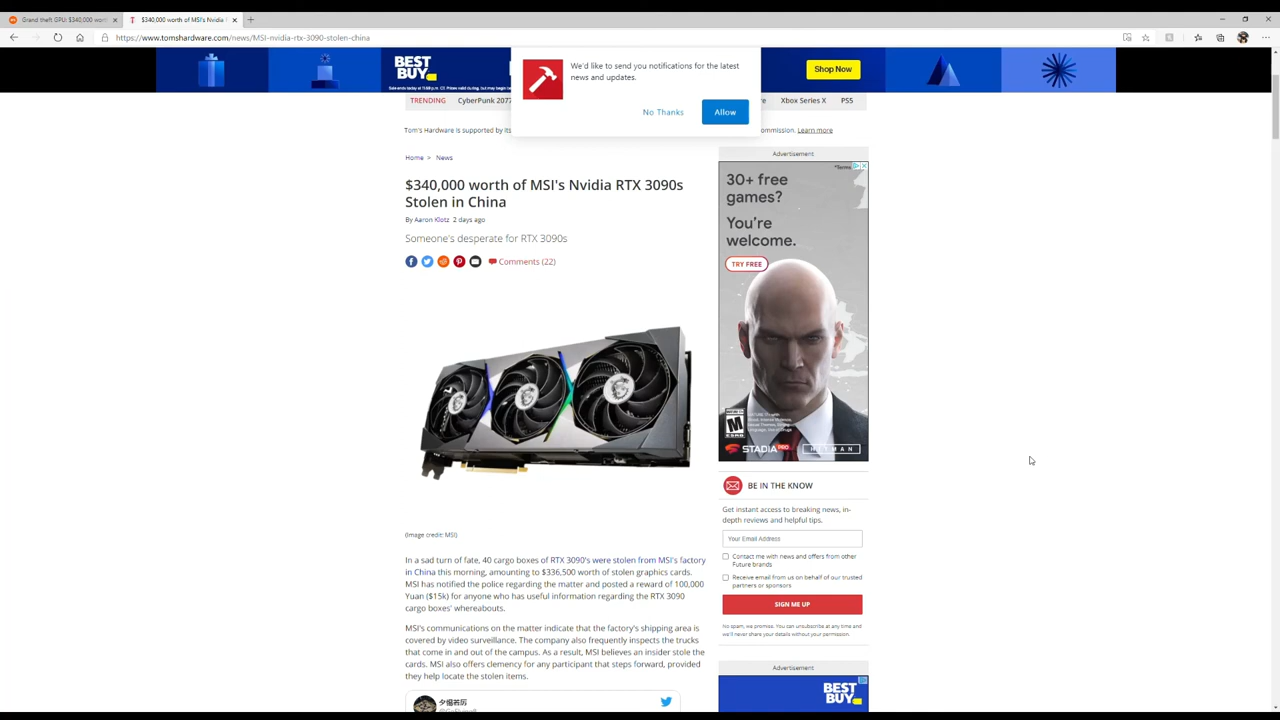 Grand theft GPU: $340,000 worth
$340,000 worth of MSI's Nvidia
https://www.tomshardware.com/news/MSI-nvidia-rtx-3090-stolen-china
BEST
BUY
Shop Now
We'd like to send you notifications for the latest
news and updates.
No Thanks
Allow
TRENDING
CyberPunk 2077
Xbox Series X
PS5
Tom's Hardware is supported by its
ommission. Learn more
Home > News
Advertisement
$340,000 worth of MSI's Nvidia RTX 3090s
Stolen in China
By Aaron Klotz 2 days ago
Someone's desperate for RTX 3090s
Comments (22)
*Terms
30+ free
games?
You're
welcome.
TRY FREE
MATURE 17+
M
ESRB
STADIA PRO
HITMAN
(Image credit: MSI)
In a sad turn of fate, 40 cargo boxes of RTX 3090's were stolen from MSI's factory
in China this morning, amounting to $336,500 worth of stolen graphics cards.
MSI has notified the police regarding the matter and posted a reward of 100,000
Yuan ($15k) for anyone who has useful information regarding the RTX 3090
cargo boxes' whereabouts.
MSI's communications on the matter indicate that the factory's shipping area is
covered by video surveillance. The company also frequently inspects the trucks
that come in and out of the campus. As a result, MSI believes an insider stole the
cards. MSI also offers clemency for any participant that steps forward, provided
they help locate the stolen items.
夕揾若厉
BE IN THE KNOW
Get instant access to breaking news, in-
depth reviews and helpful tips.
Your Email Address
Contact me with news and offers from other
Future brands
Receive email from us on behalf of our trusted
partners or sponsors
SIGN ME UP
No spam, we promise. You can unsubscribe at any time and
we'll never share your details without your permission.
Advertisement
BEST
BUY